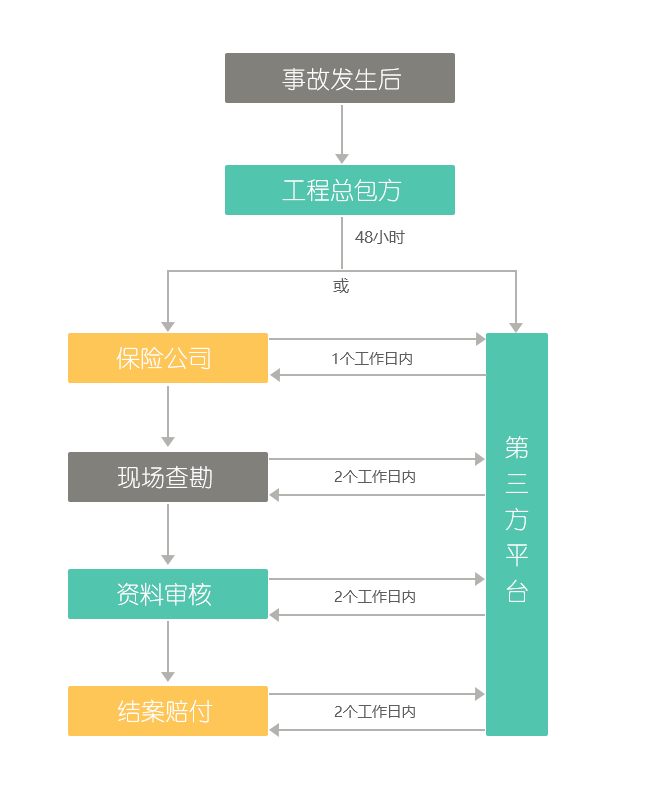 事故发生后
工程总包方
48小时
或
保险公司
1个工作日内
现场查勘
2个工作日内
资料审核
2个工作日内
结案赔付
2个工作日内
第
三
方
平
台